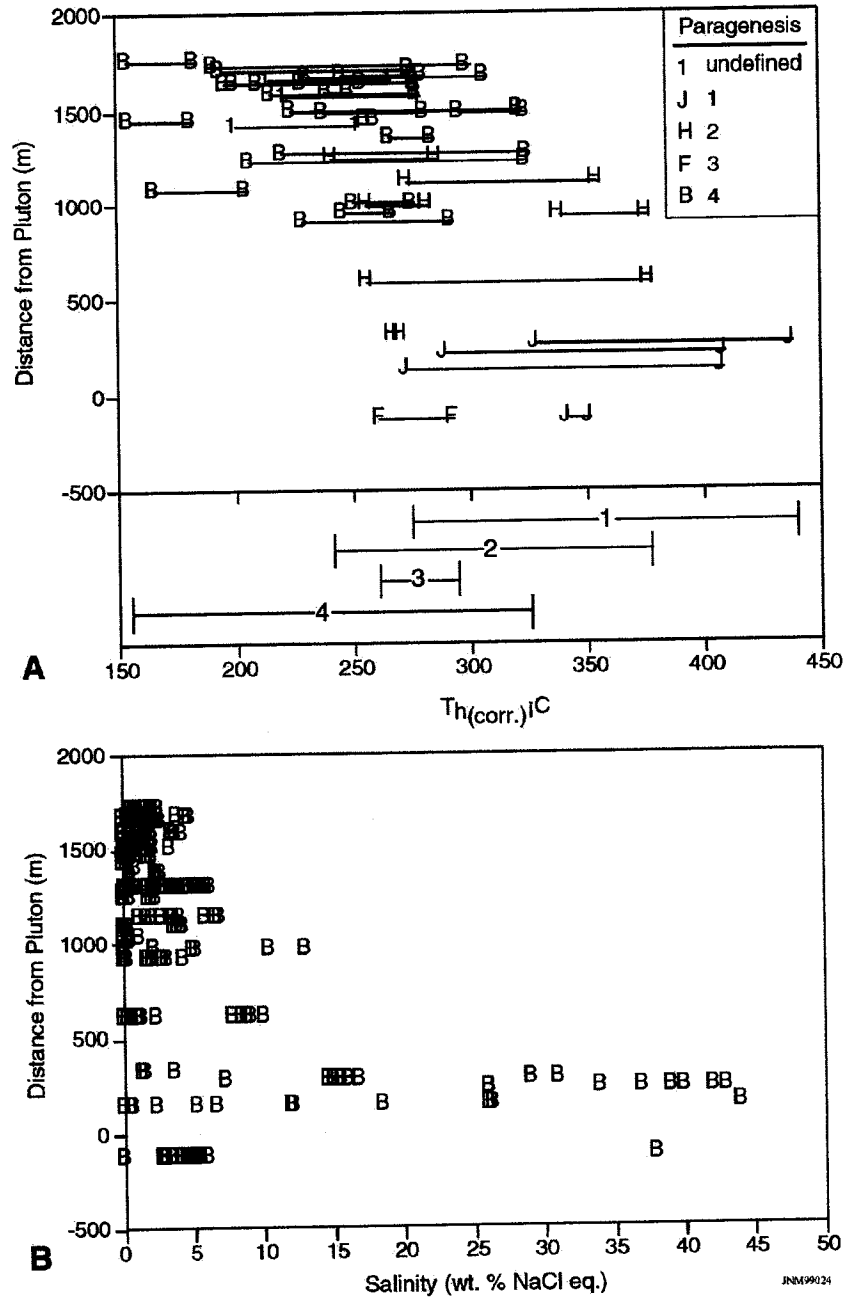 2000
1500
1000
500
0
-500
Distance from Pluton (m)
Paragenesis
1 undefined
J 1
H 2
F 3
B 4
1
2
3
4
150 200 250 300 350 400 450
A
Th(corr.)¡C
2000
1500
1000
500
0
-500
Distance from Pluton (m)
0 5 10 15 20 25 30 35 40 45 50
B
Salinity (wt. % NaCl eq.)
JNM99024